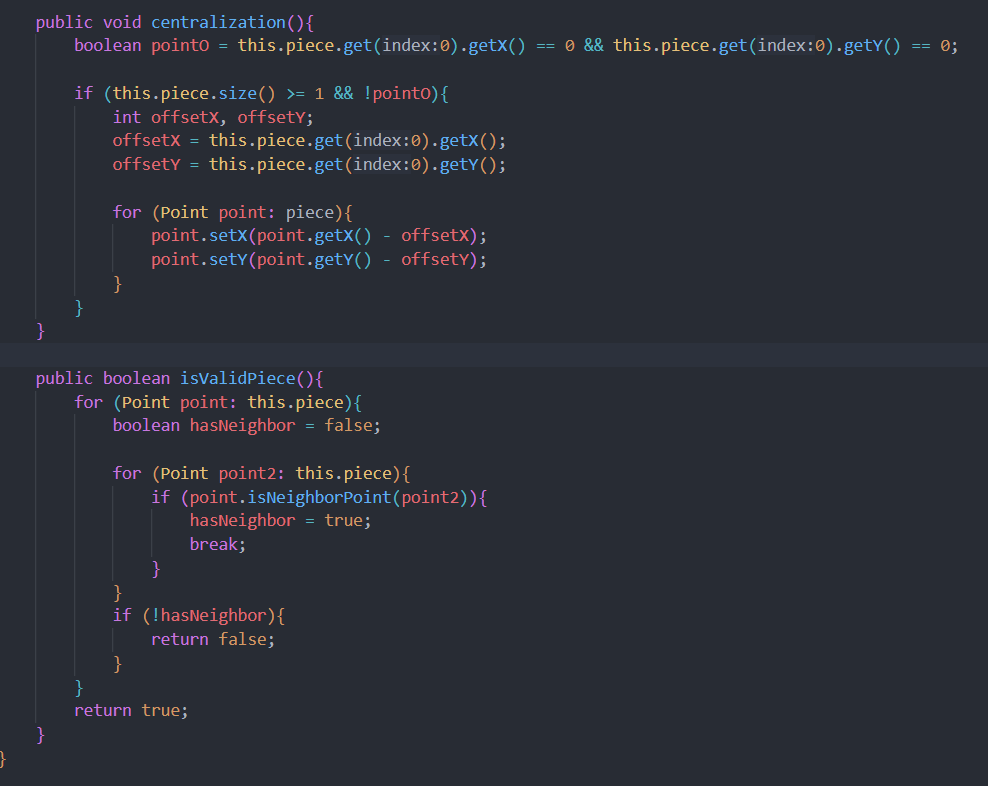 public void centralization(){
boolean pointO = this.piece.get(index:0).getX() == 0 && this.piece.get(index:0).getY() == 0;
if (this.piece.size() >= 1 && !pointO){
int offsetX, offsetY;
offsetX = this.piece.get(index:0).getX();
offsetY = this.piece.get(index:0).getY();
for (Point point: piece){
point.setX(point.getX() - offsetX);
point.setY(point.getY() - offsetY);
}
}
}
public boolean isValidPiece(){
for (Point point: this.piece){
boolean hasNeighbor = false;
for (Point point2: this.piece){
if (point.isNeighborPoint(point2)){
hasNeighbor = true;
break;
}
}
if (!hasNeighbor){
return false;
}
}
return true;
}
}